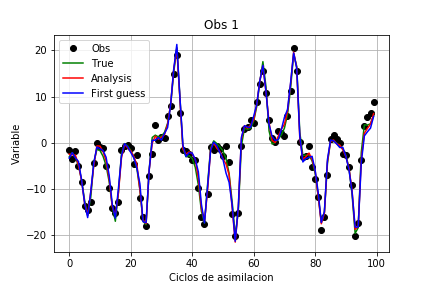 Obs 1
Obs
True
Analysis
First guess
20
10
0
−10
−20
Variable
0 20 40 60 80 100
Ciclos de asimilacion